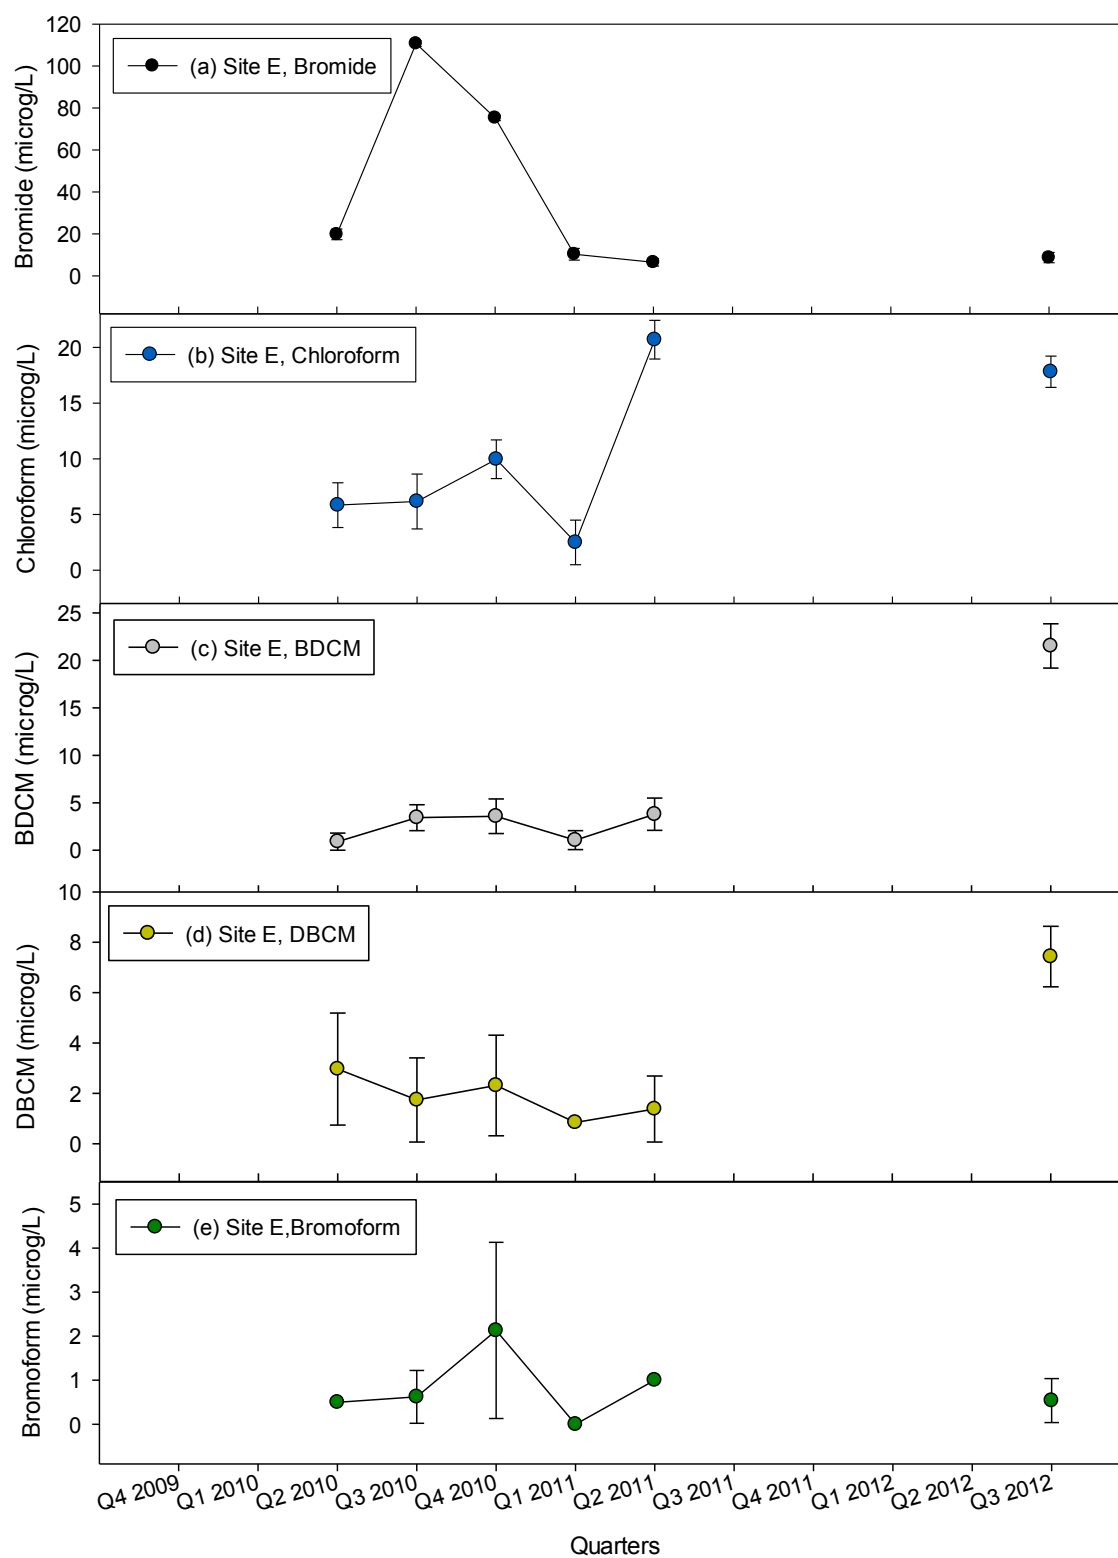 120
100
80
60
40
20
0
Bromide (microg/L)
(a) Site E, Bromide
20
15
10
5
0
Chloroform (microg/L)
(b) Site E, Chloroform
25
20
15
10
5
0
BDCM (microg/L)
(c) Site E, BDCM
10
8
6
4
2
0
DBCM (microg/L)
(d) Site E, DBCM
5
4
3
2
1
0
Bromoform (microg/L)
(e) Site E,Bromoform
Q4 2009
Q1 2010
Q2 2010
Q3 2010
Q4 2010
Q1 2011
Q2 2011
Q3 2011
Q4 2011
Q1 2012
Q2 2012
Q3 2012
Quarters